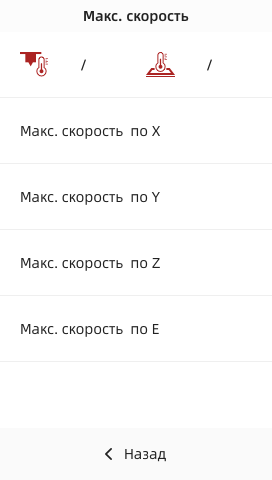 Макс. скорость
/ /
Макс. скорость по X
Макс. скорость по Y
Макс. скорость по Z
Макс. скорость по E
Назад